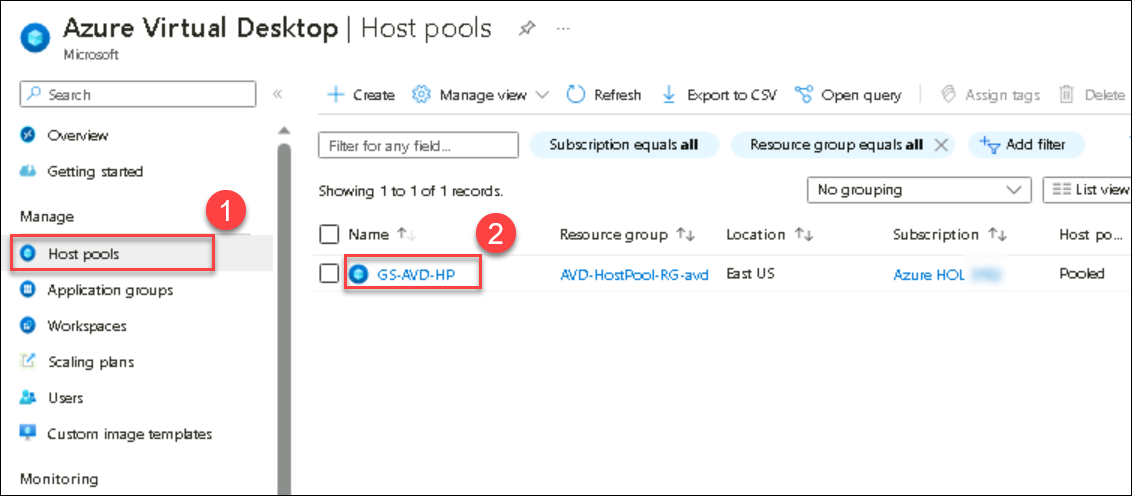 Azure Virtual Desktop | Host pools
Microsoft
Search
Create Manage view Refresh Export to CSV Open query Assign tags Delete
Overview
Getting started
Manage
Host pools
Application groups
Workspaces
Scaling plans
Users
Custom image templates
Monitoring
1
Filter for any field... Subscription equals all Resource group equals all Add filter
Showing 1 to 1 of 1 records. No grouping List view
2
Name Resource group Location Subscription Host po...
GS-AVD-HP AVD-HostPool-RG-avd East US Azure HOL Pooled